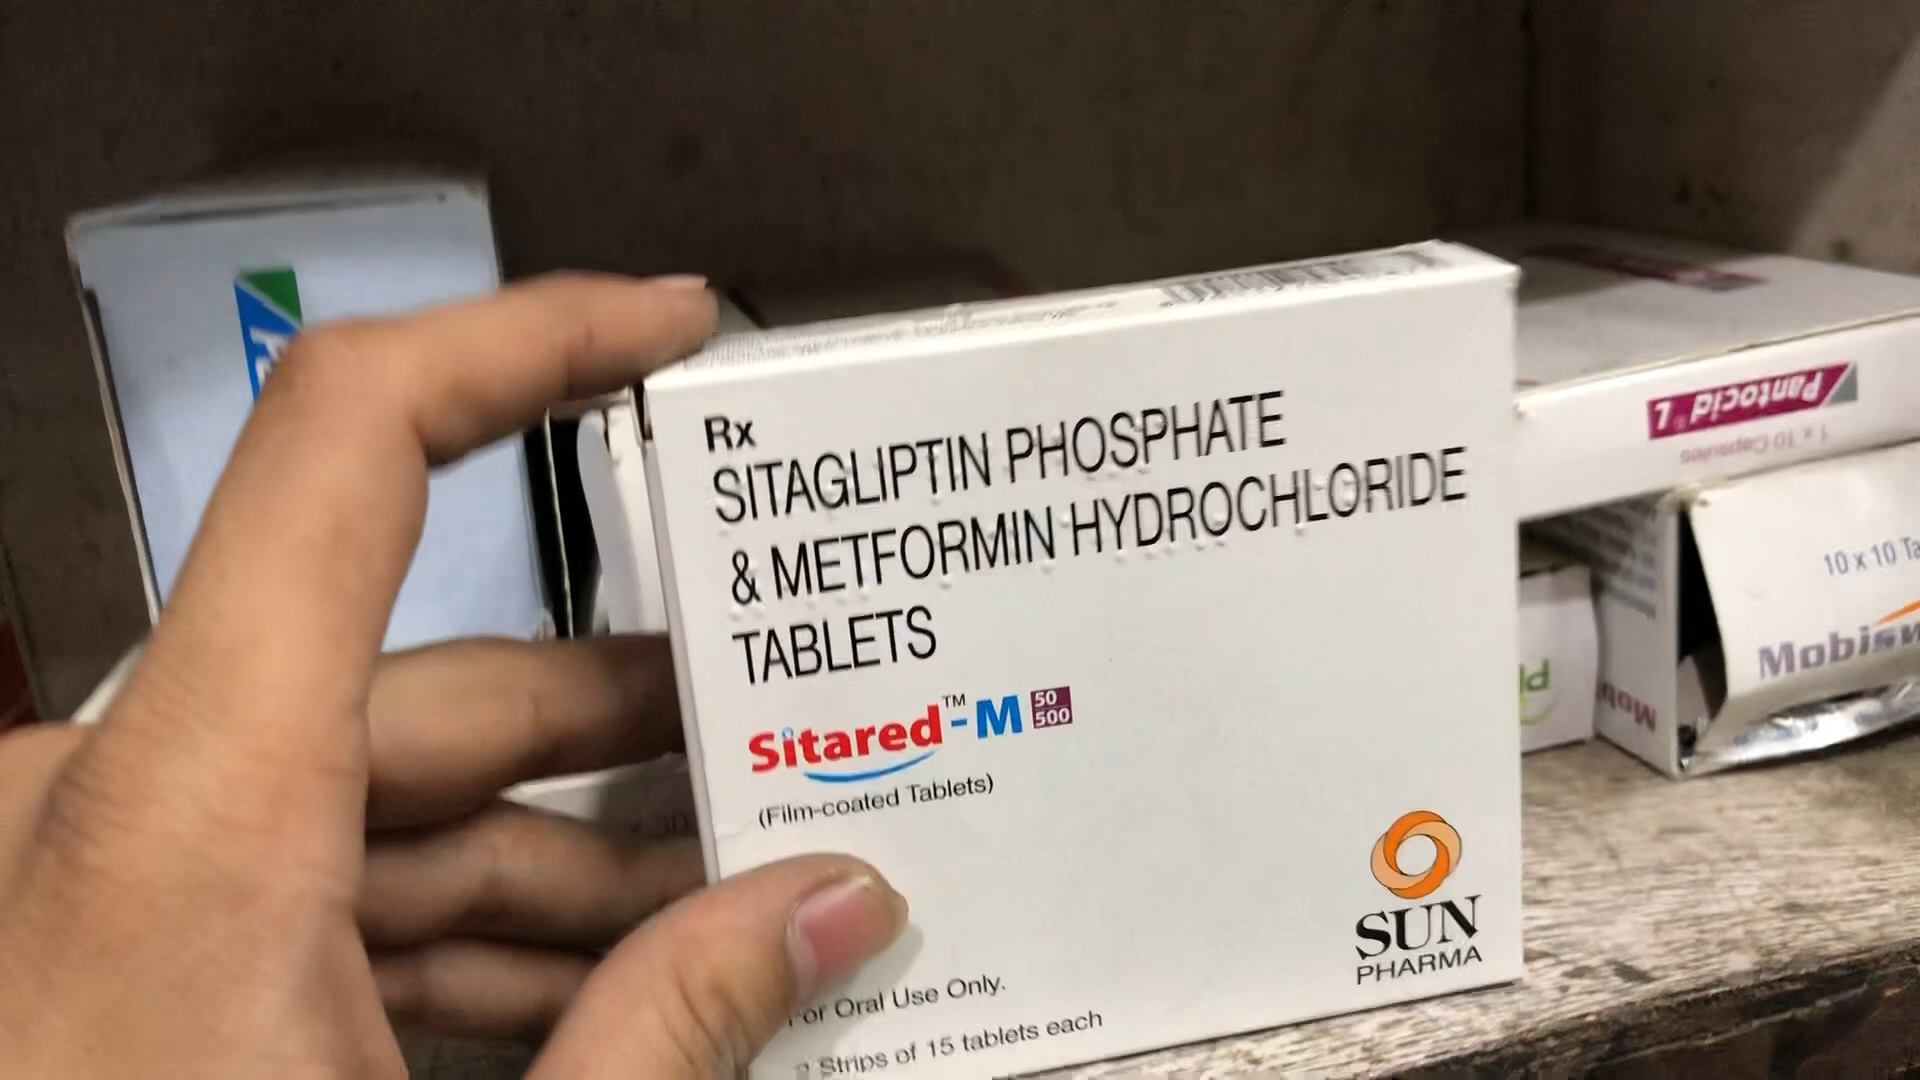 Rx
SITAGLIPTIN PHOSPHATE
& METFORMIN HYDROCHLORIDE
TABLETS
Sitared™-M 50
500
(Film-coated Tablets)
or Oral Use Only.
Strips of 15 tablets each
SUN
PHARMA
Pantocid L
1 x 10 Capsules
10 x 10 Ta
Mobisw